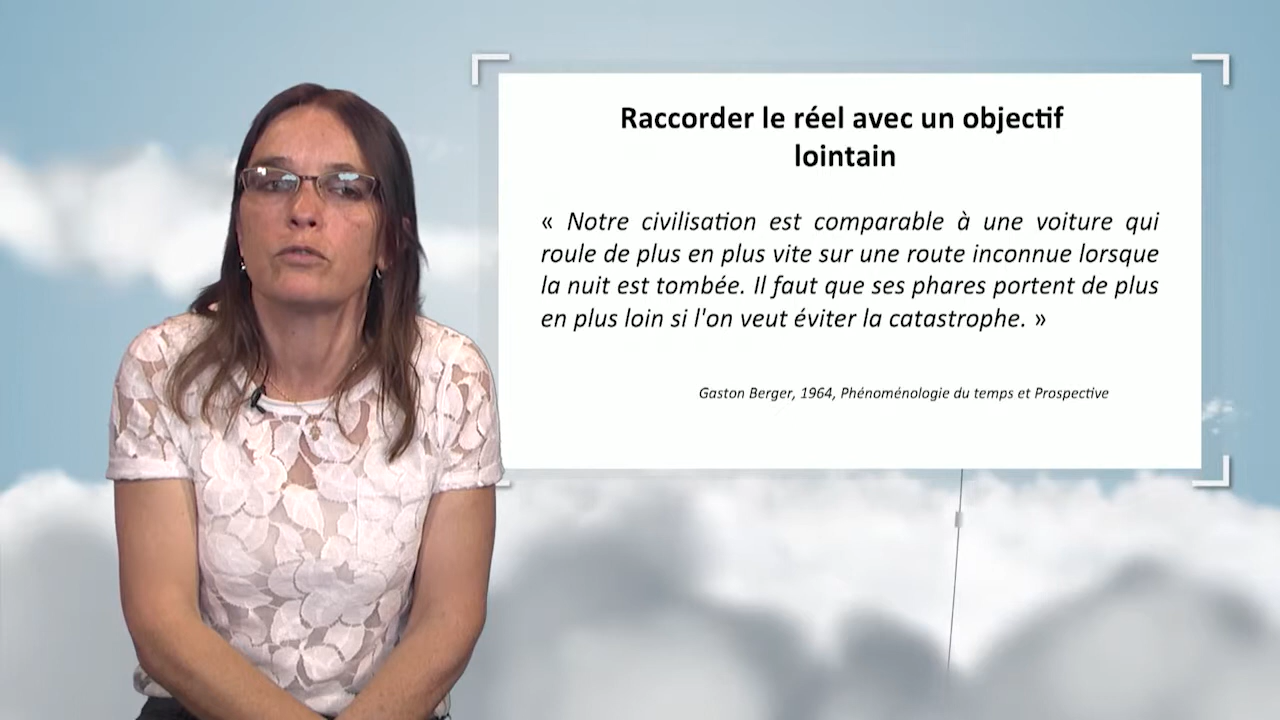 Raccorder le réel avec un objectif
lointain
« Notre civilisation est comparable à une voiture qui
roule de plus en plus vite sur une route inconnue lorsque
la nuit est tombée. Il faut que ses phares portent de plus
en plus loin si l'on veut éviter la catastrophe. »
Gaston Berger, 1964, Phénoménologie du temps et Prospective